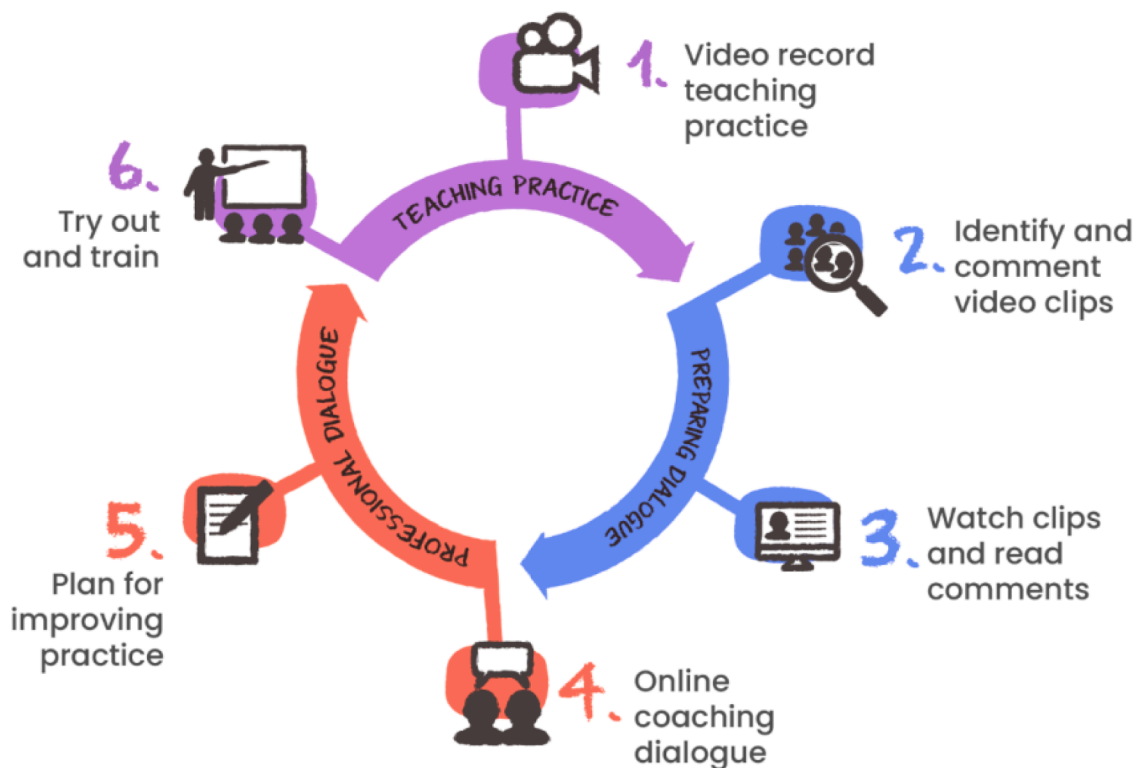 1. Video record
teaching
practice
2. Identify and
comment
video clips
3. Watch clips
and read
comments
4. Online
coaching
dialogue
5.
Plan for
improving
practice
6.
Try out
and train
TEACHING PRACTICE
PREPARING DIALOGUE
PROFESSIONAL DIALOGUE